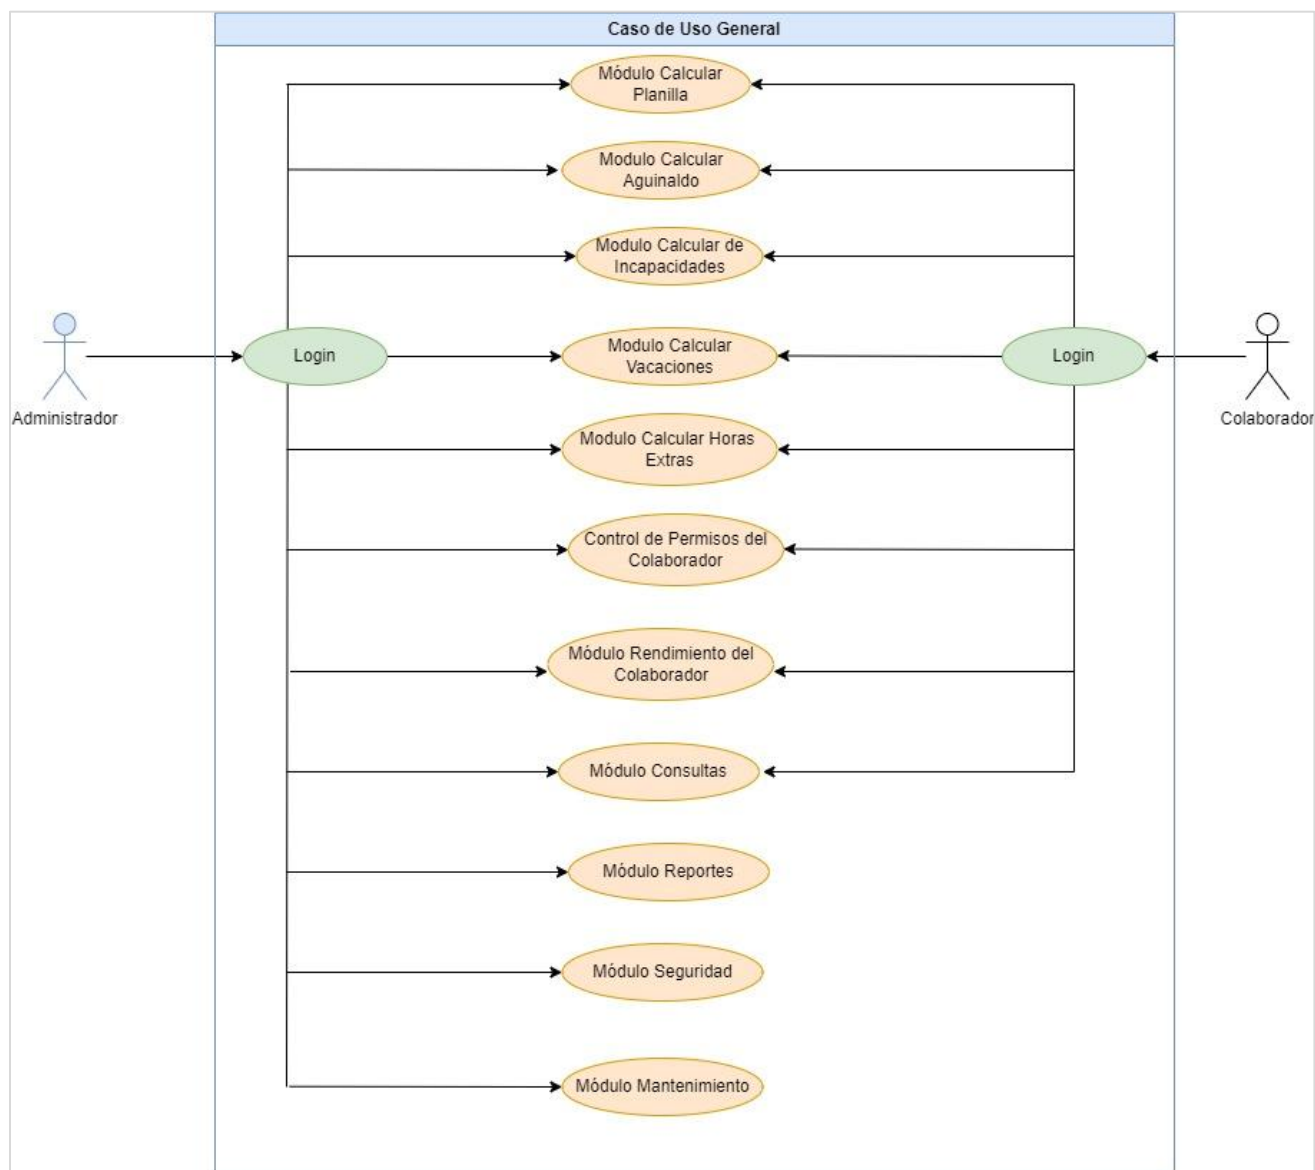 Caso de Uso General
Módulo Calcular
Planilla
Modulo Calcular
Aguinaldo
Modulo Calcular de
Incapacidades
Login
Modulo Calcular
Vacaciones
Login
Administrador
Colaborador
Modulo Calcular Horas
Extras
Control de Permisos del
Colaborador
Módulo Rendimiento del
Colaborador
Módulo Consultas
Módulo Reportes
Módulo Seguridad
Módulo Mantenimiento